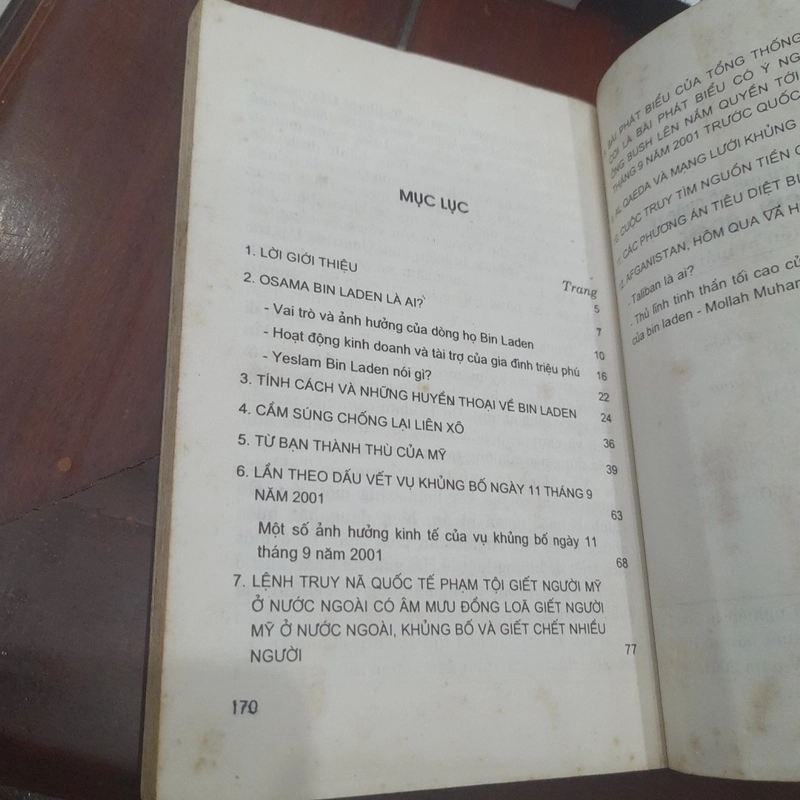 MỤC LỤC
Trang
1. LỜI GIỚI THIỆU 5
2. OSAMA BIN LADEN LÀ AI? 7
- Vai trò và ảnh hưởng của dòng họ Bin Laden 10
- Hoạt động kinh doanh và tài trợ của gia đình triệu phú 16
- Yeslam Bin Laden nói gì? 22
3. TÍNH CÁCH VÀ NHỮNG HUYỀN THOẠI VỀ BIN LADEN 24
4. CẦM SÚNG CHỐNG LẠI LIÊN XÔ 36
5. TỪ BẠN THÀNH THÙ CỦA MỸ 39
6. LẦN THEO DẤU VẾT VỤ KHỦNG BỐ NGÀY 11 THÁNG 9
NĂM 2001 63
Một số ảnh hưởng kinh tế của vụ khủng bố ngày 11
tháng 9 năm 2001 68
7. LỆNH TRUY NÃ QUỐC TẾ PHẠM TỘI GIẾT NGƯỜI MỸ
Ở NƯỚC NGOÀI CÓ ÂM MƯU ĐỒNG LOÃ GIẾT NGƯỜI
MỸ Ở NƯỚC NGOÀI, KHỦNG BỐ VÀ GIẾT CHẾT NHIỀU
NGƯỜI 77
170
BÀI PHÁT BIỂU CỦA TỔNG THỐNG
COI LÀ BÀI PHÁT BIỂU CÓ Ý
ÔNG BUSH LÊN NẮM QUYỀN TỚI
THÁNG 9 NĂM 2001 TRƯỚC QUỐC
AL QAEDA VÀ MẠNG LƯỚI KHỦNG
CUỘC TRUY TÌM NGUỒN TIỀN
CÁC PHƯƠNG ÁN TIÊU DIỆT
AFGANISTAN, HÔM QUA VÀ
- Taliban là ai?
- Thủ lĩnh tinh thần tối cao
của bin laden - Mollah